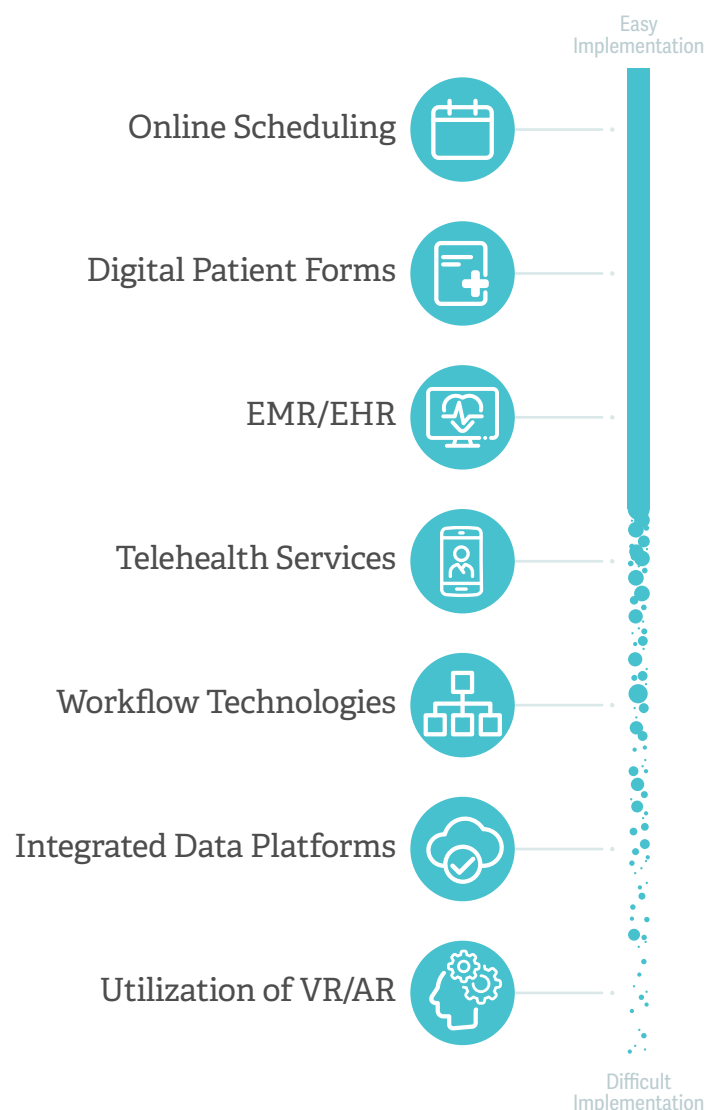 Easy
Implementation
Online Scheduling
Digital Patient Forms
EMR/EHR
Telehealth Services
Workflow Technologies
Integrated Data Platforms
Utilization of VR/AR
Difficult
Implementation